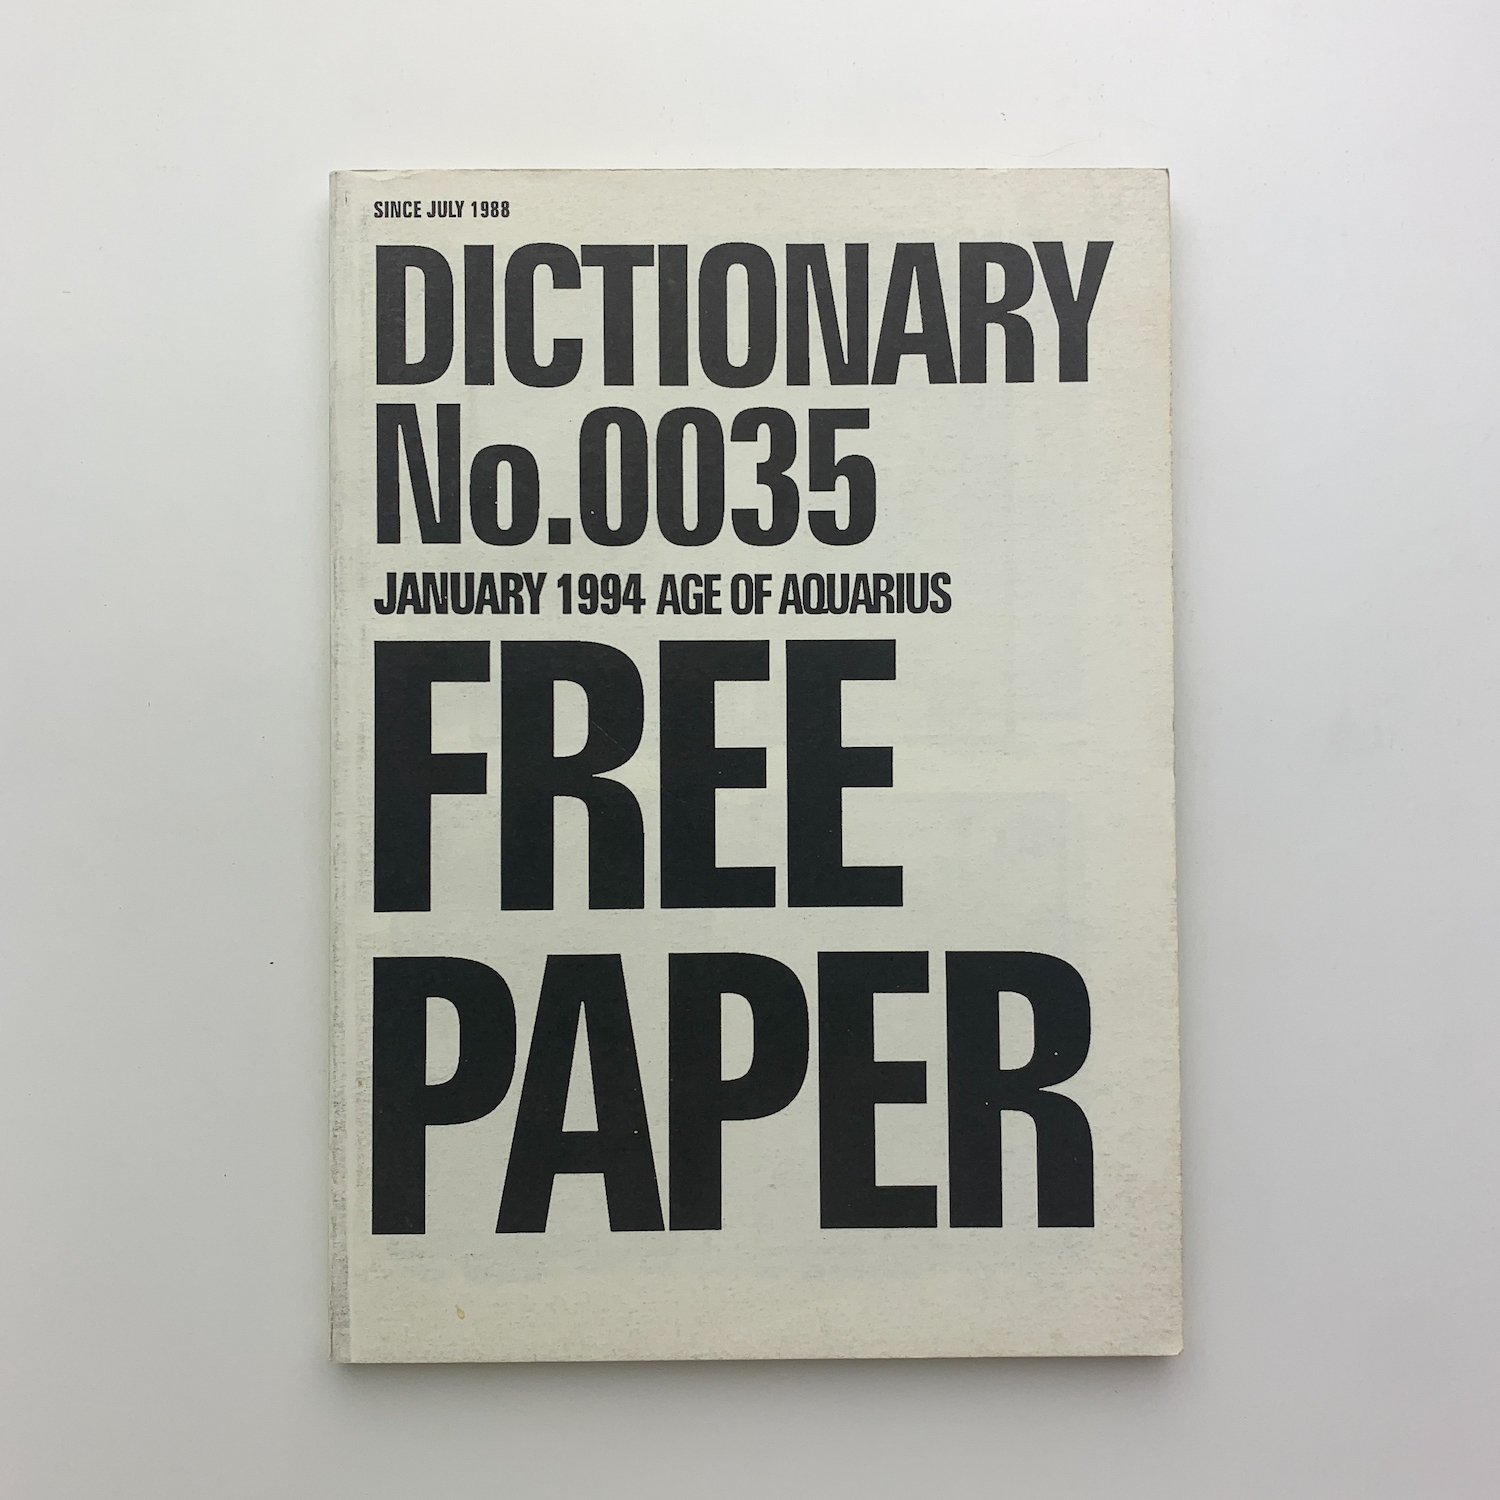 SINCE JULY 1988
DICTIONARY
No.0035
JANUARY 1994 AGE OF AQUARIUS
FREE
PAPER